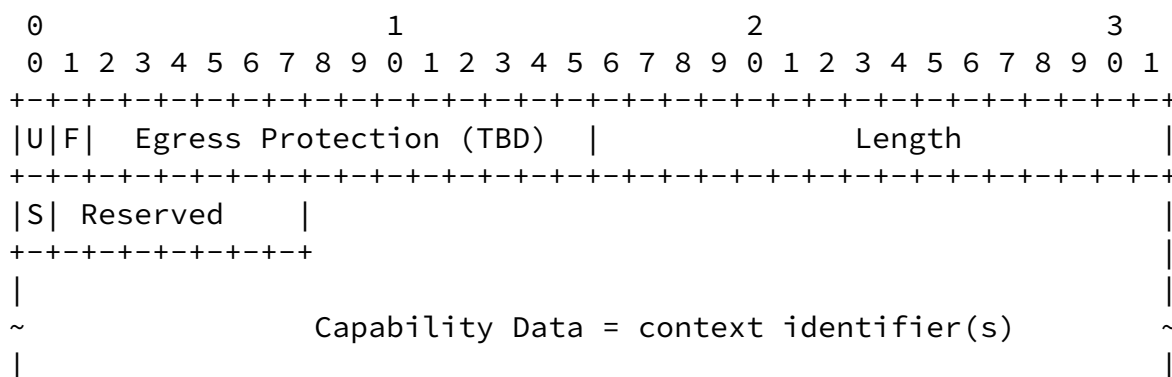 0                   1                   2                   3
 0 1 2 3 4 5 6 7 8 9 0 1 2 3 4 5 6 7 8 9 0 1 2 3 4 5 6 7 8 9 0 1
+-+-+-+-+-+-+-+-+-+-+-+-+-+-+-+-+-+-+-+-+-+-+-+-+-+-+-+-+-+-+-+-+
|U|F|  Egress Protection (TBD)  |              Length           |
+-+-+-+-+-+-+-+-+-+-+-+-+-+-+-+-+-+-+-+-+-+-+-+-+-+-+-+-+-+-+-+-+
|S| Reserved    |                                               |
+-+-+-+-+-+-+-+-+                                               |
|                                                               |
~                Capability Data = context identifier(s)        ~
|                                                               |